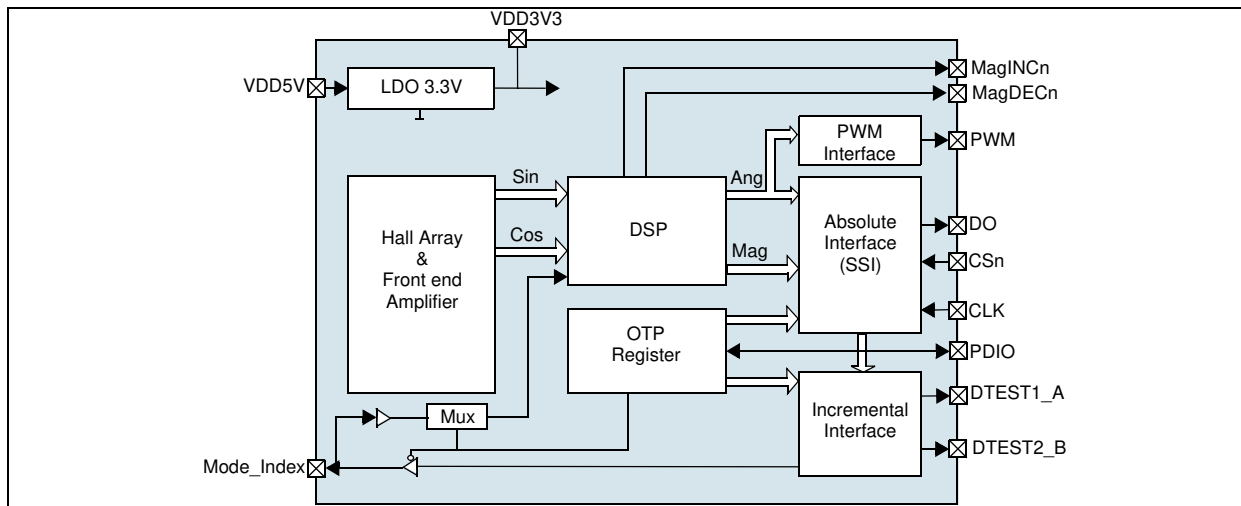 VDD3V3
VDD5V
LDO 3.3V
MagINCn
MagDECn
PWM
Interface
PWM
Hall Array
&
Front end
Amplifier
Sin
Cos
DSP
Ang
Mag
Absolute
Interface
(SSI)
DO
CSn
CLK
OTP
Register
PDIO
Mux
Mode_Index
Incremental
Interface
DTEST1_A
DTEST2_B